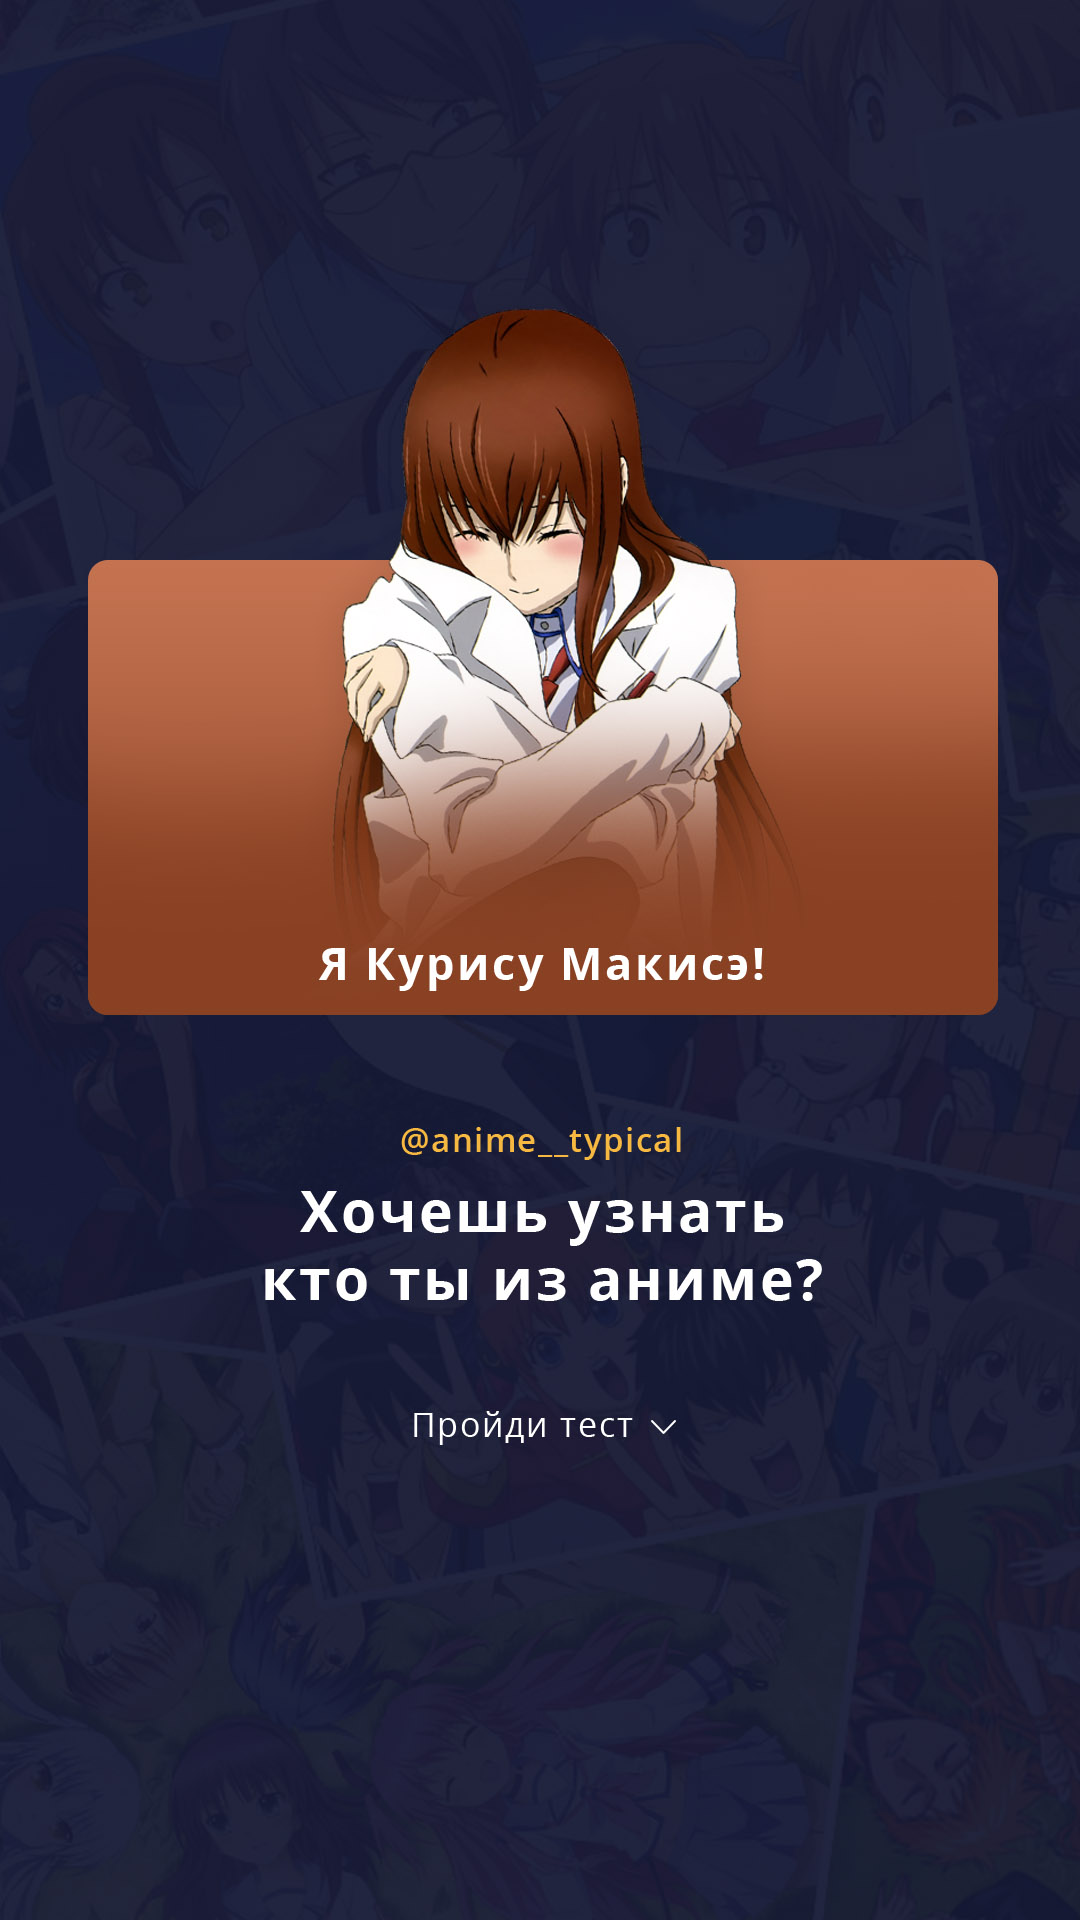 Я Курису Макисэ!
@anime__typical
Хочешь узнать
кто ты из аниме?
Пройди тест